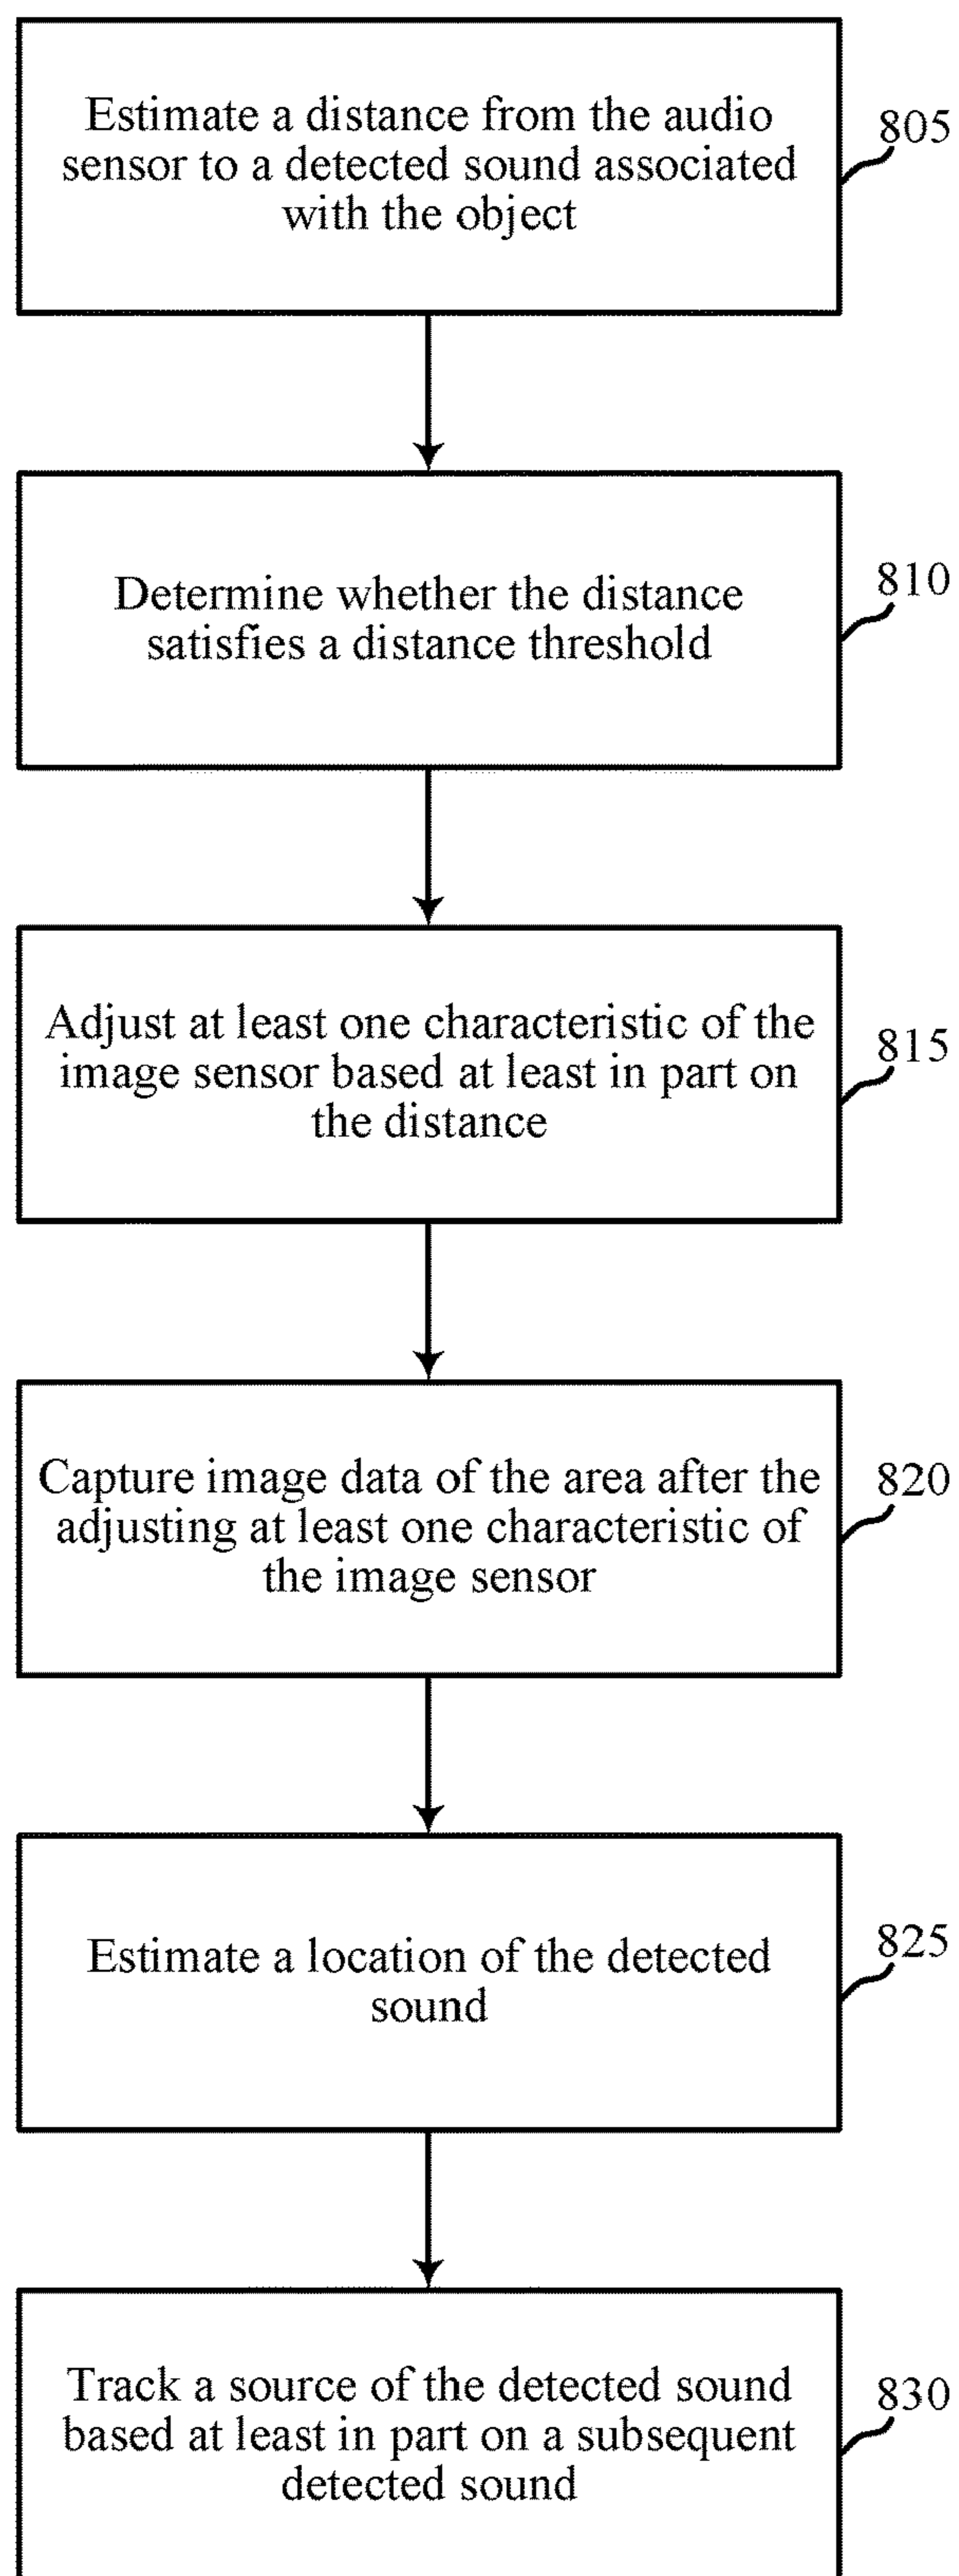 Estimate a distance from the audio
sensor to a detected sound associated
with the object
805
Determine whether the distance
satisfies a distance threshold
810
Adjust at least one characteristic of the
image sensor based at least in part on
the distance
815
Capture image data of the area after the
adjusting at least one characteristic of
the image sensor
820
Estimate a location of the detected
sound
825
Track a source of the detected sound
based at least in part on a subsequent
detected sound
830